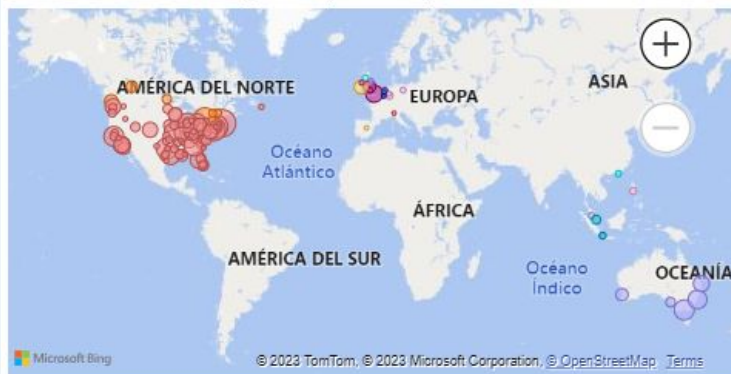 AMÉRICA DEL NORTE
EUROPA
ASIA
Océano
Atlántico
ÁFRICA
AMÉRICA DEL SUR
Océano
Índico
OCEANÍA
Microsoft Bing
© 2023 TomTom, © 2023 Microsoft Corporation, © OpenStreetMap Terms